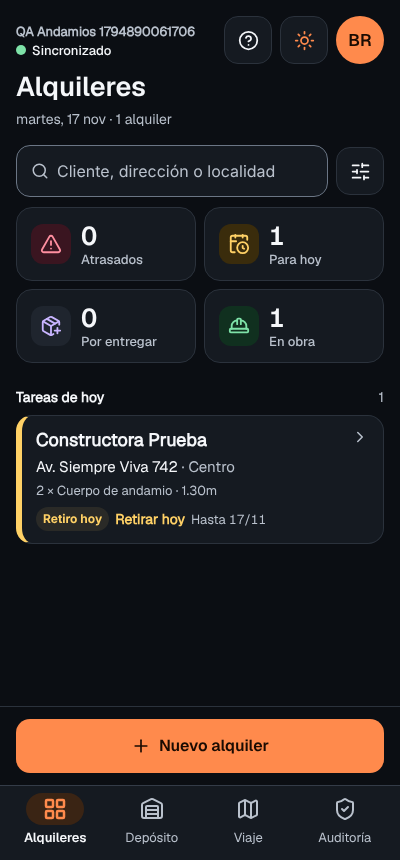 QA Andamios 1794890061706
Sincronizado
BR
Alquileres
martes, 17 nov · 1 alquiler
Cliente, dirección o localidad
0
Atrasados
1
Para hoy
0
Por entregar
1
En obra
Tareas de hoy
1
Constructora Prueba
Av. Siempre Viva 742 · Centro
2 × Cuerpo de andamio · 1.30m
Retiro hoy Retirar hoy Hasta 17/11
Nuevo alquiler
Alquileres
Depósito
Viaje
Auditoría